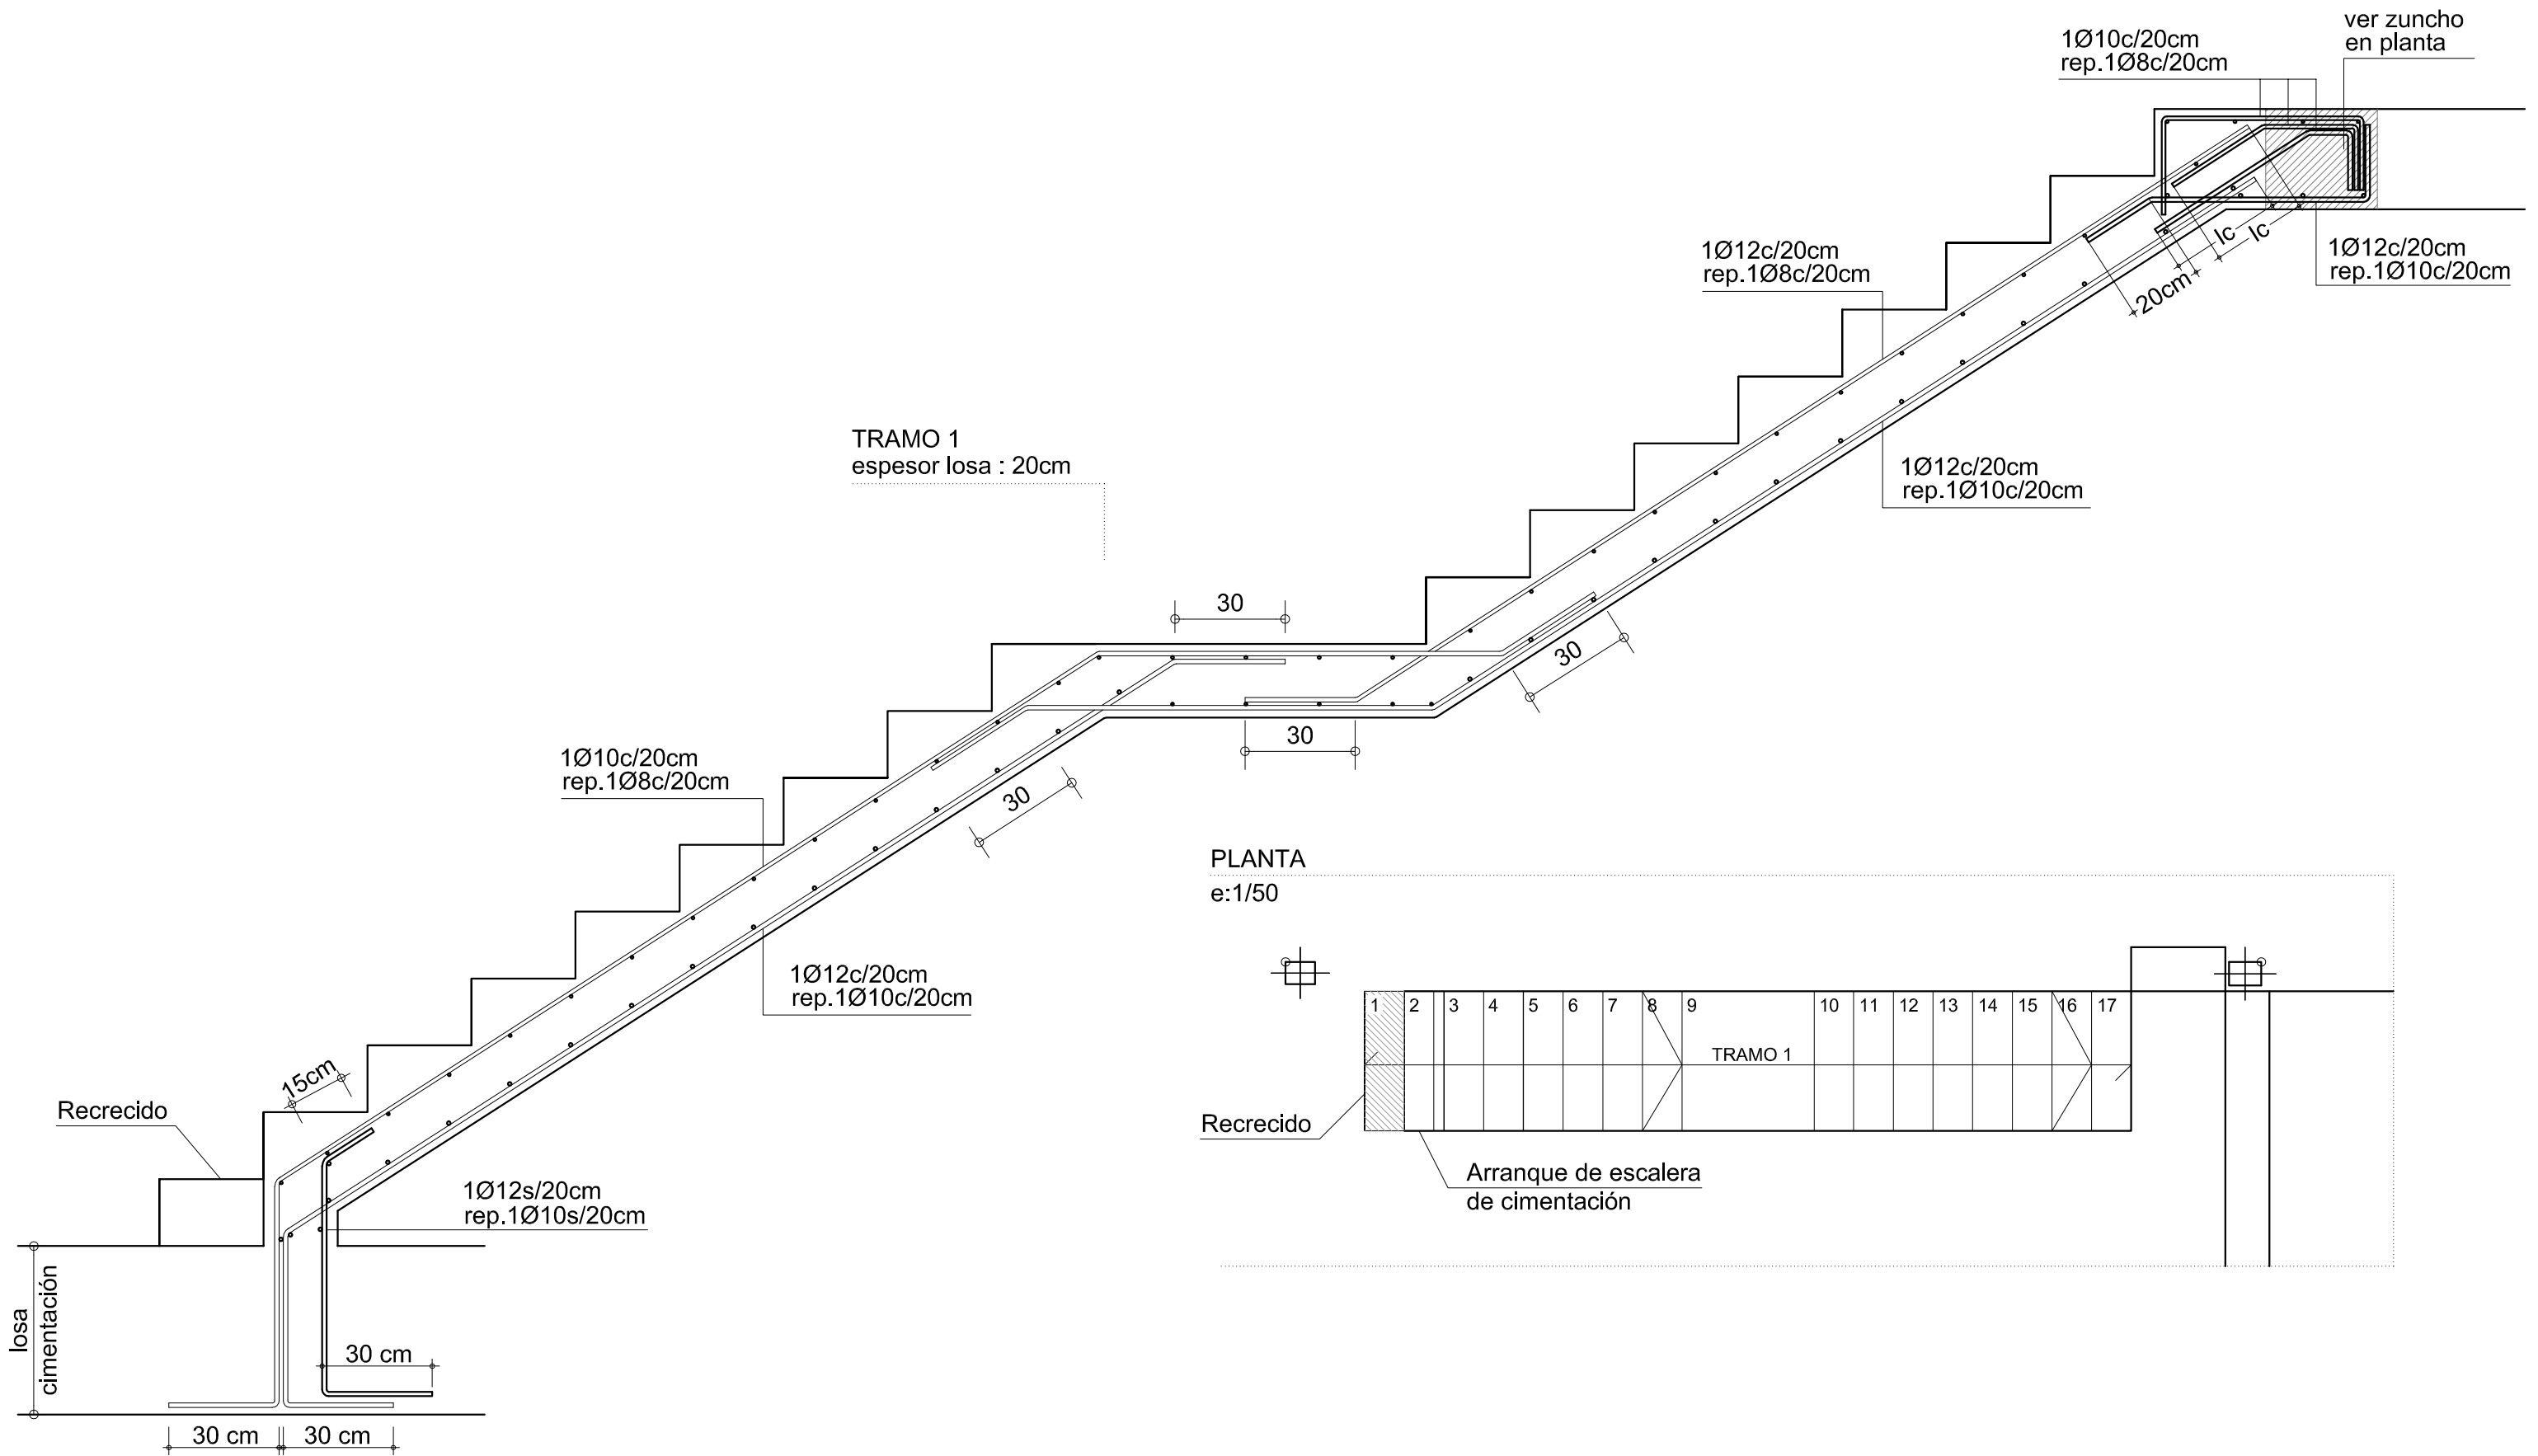 ver zuncho
en planta
1Ø10c/20cm
rep.1Ø8c/20cm
1Ø12c/20cm
rep.1Ø8c/20cm
lc
lc
20cm
1Ø12c/20cm
rep.1Ø10c/20cm
TRAMO 1
espesor losa : 20cm
1Ø12c/20cm
rep.1Ø10c/20cm
30
30
30
30
1Ø10c/20cm
rep.1Ø8c/20cm
1Ø12c/20cm
rep.1Ø10c/20cm
15cm
Recrecido
1Ø12s/20cm
rep.1Ø10s/20cm
losa
cimentación
30 cm
30 cm
30 cm
PLANTA
e:1/50
1 2 3 4 5 6 7 8 9 10 11 12 13 14 15 16 17
TRAMO 1
Recrecido
Arranque de escalera
de cimentación